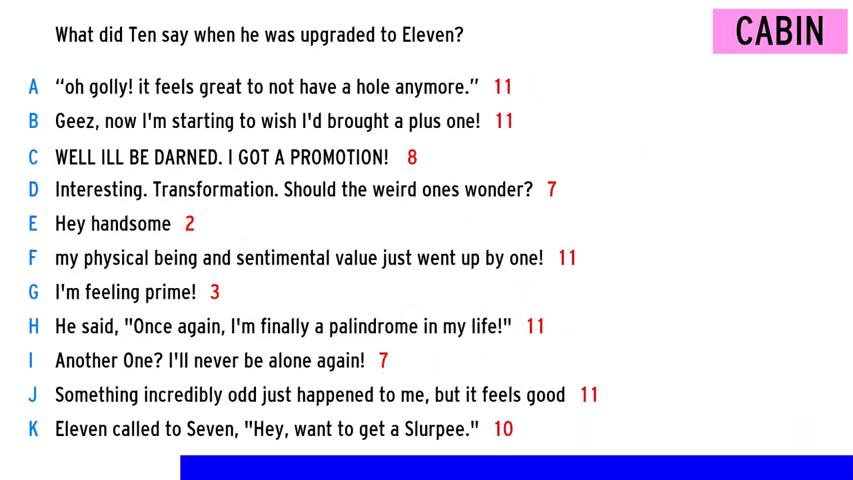 CABIN
What did Ten say when he was upgraded to Eleven?
A “oh golly! it feels great to not have a hole anymore.” 11
B Geez, now I'm starting to wish I'd brought a plus one! 11
C WELL ILL BE DARNED. I GOT A PROMOTION! 8
D Interesting. Transformation. Should the weird ones wonder? 7
E Hey handsome 2
F my physical being and sentimental value just went up by one! 11
G I'm feeling prime! 3
H He said, "Once again, I'm finally a palindrome in my life!" 11
I Another One? I'll never be alone again! 7
J Something incredibly odd just happened to me, but it feels good 11
K Eleven called to Seven, "Hey, want to get a Slurpee." 10